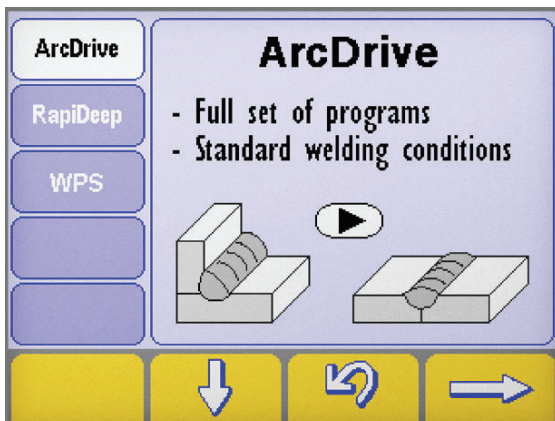 ArcDrive
RapiDeep
WPS
ArcDrive
- Full set of programs
- Standard welding conditions